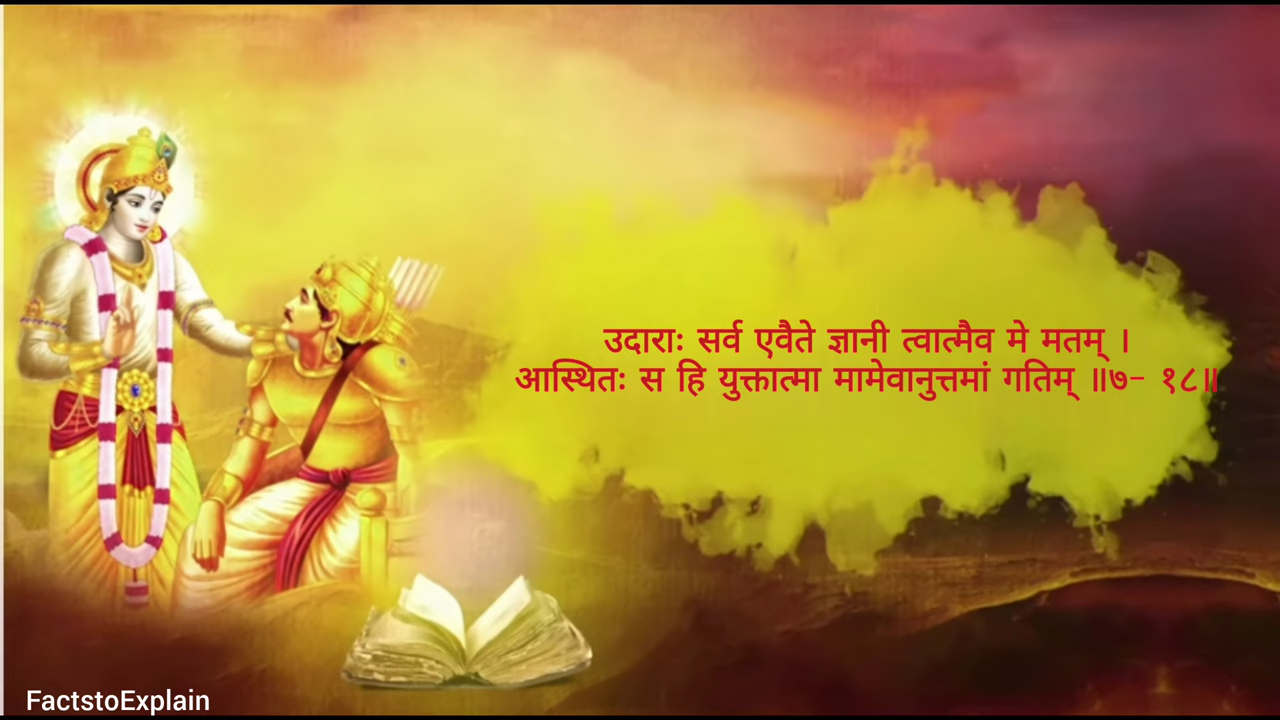 उदाराः सर्व एवैते ज्ञानी त्वात्मैव मे मतम् ।
आस्थितः स हि युक्तात्मा मामेवानुत्तमां गतिम् ॥७- १८॥
FactstoExplain